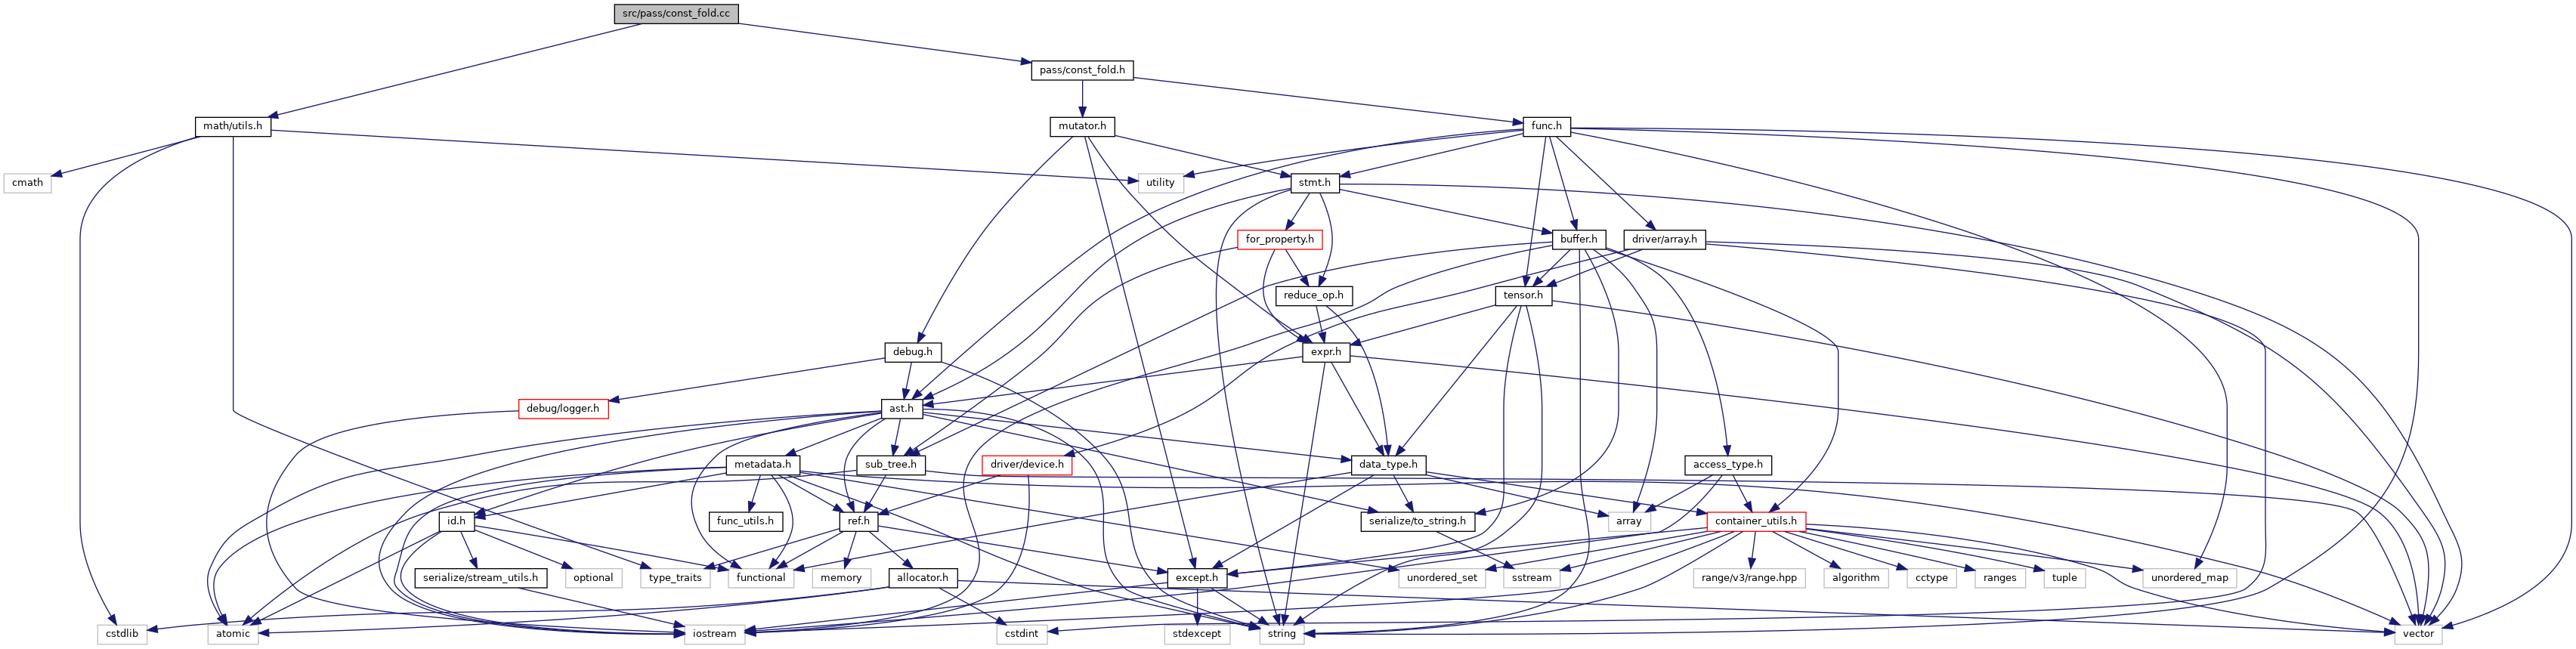 src/pass/const_fold.cc
pass/const_fold.h
math/utils.h
mutator.h
func.h
cmath
utility
stmt.h
for_property.h
buffer.h
driver/array.h
reduce_op.h
tensor.h
debug.h
expr.h
debug/logger.h
ast.h
metadata.h
sub_tree.h
driver/device.h
data_type.h
access_type.h
id.h
func_utils.h
ref.h
serialize/to_string.h
array
container_utils.h
serialize/stream_utils.h
optional
type_traits
functional
memory
allocator.h
except.h
unordered_set
sstream
range/v3/range.hpp
algorithm
cctype
ranges
tuple
unordered_map
cstdlib
atomic
iostream
cstdint
stdexcept
string
vector